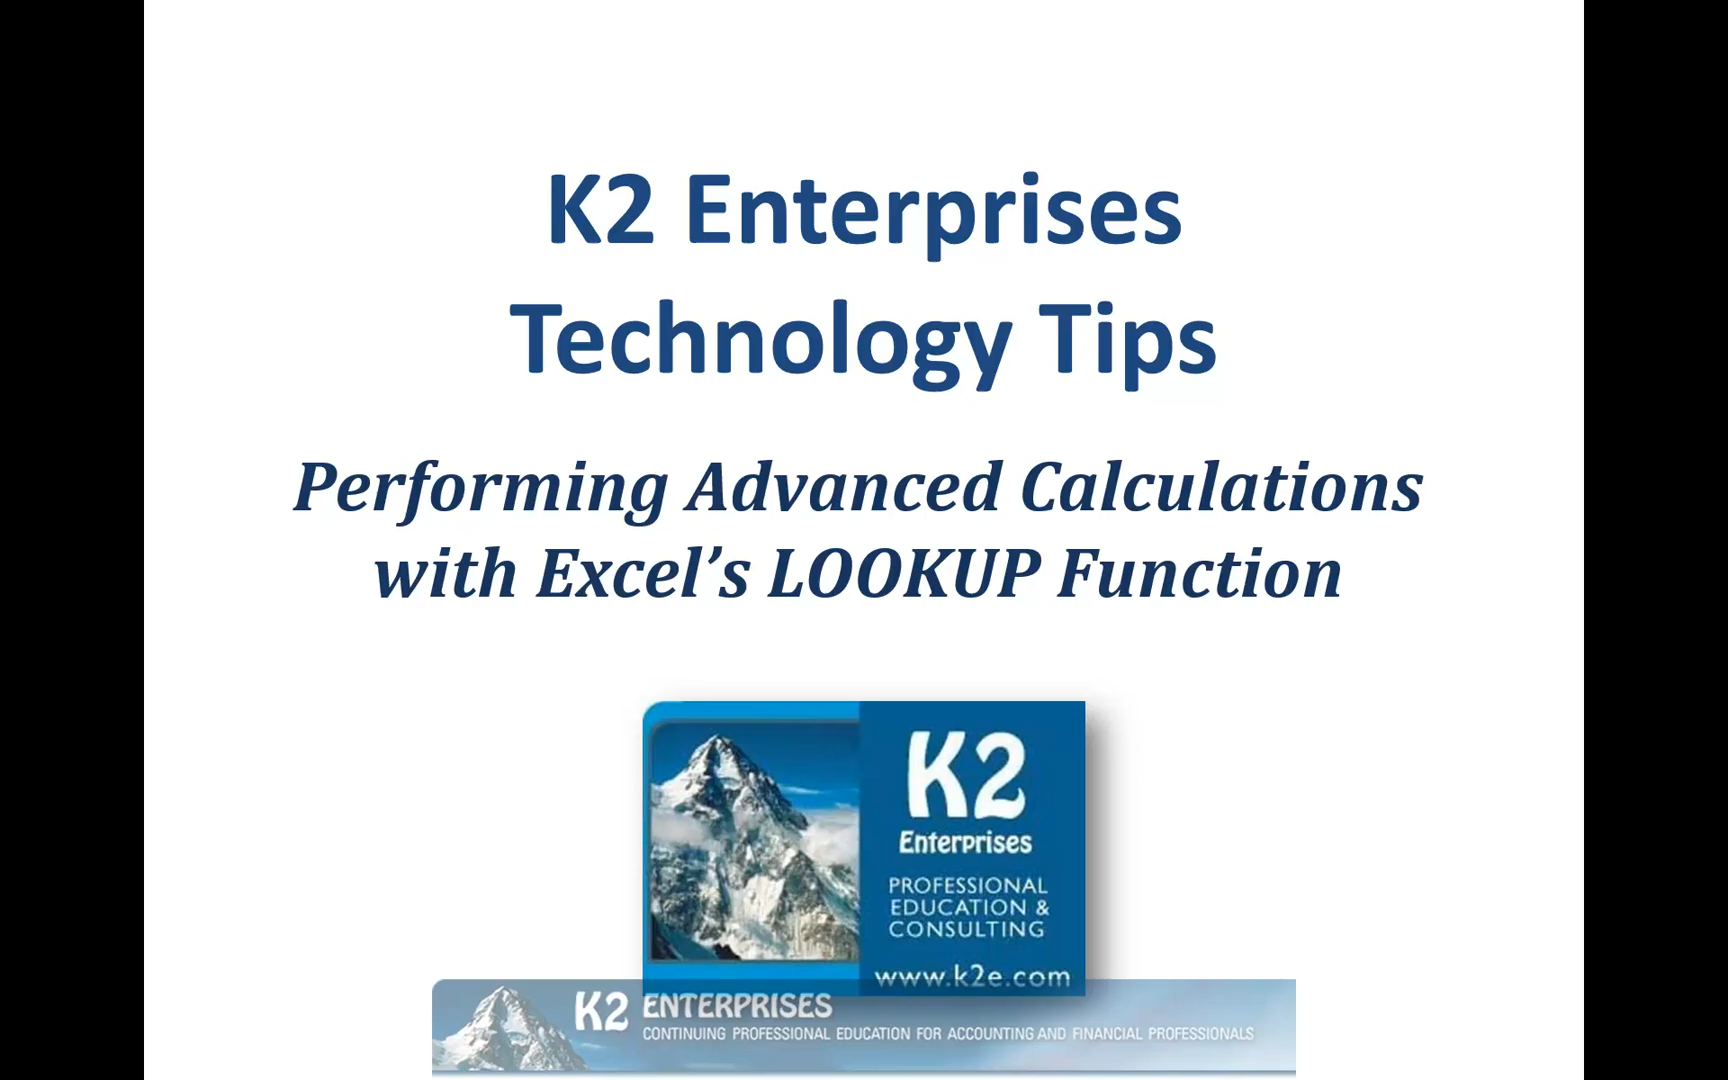 K2 Enterprises
Technology Tips
Performing Advanced Calculations
with Excel’s LOOKUP Function
K2
Enterprises
PROFESSIONAL
EDUCATION &
CONSULTING
www.k2e.com
K2 ENTERPRISES
CONTINUING PROFESSIONAL EDUCATION FOR ACCOUNTING AND FINANCIAL PROFESSIONALS